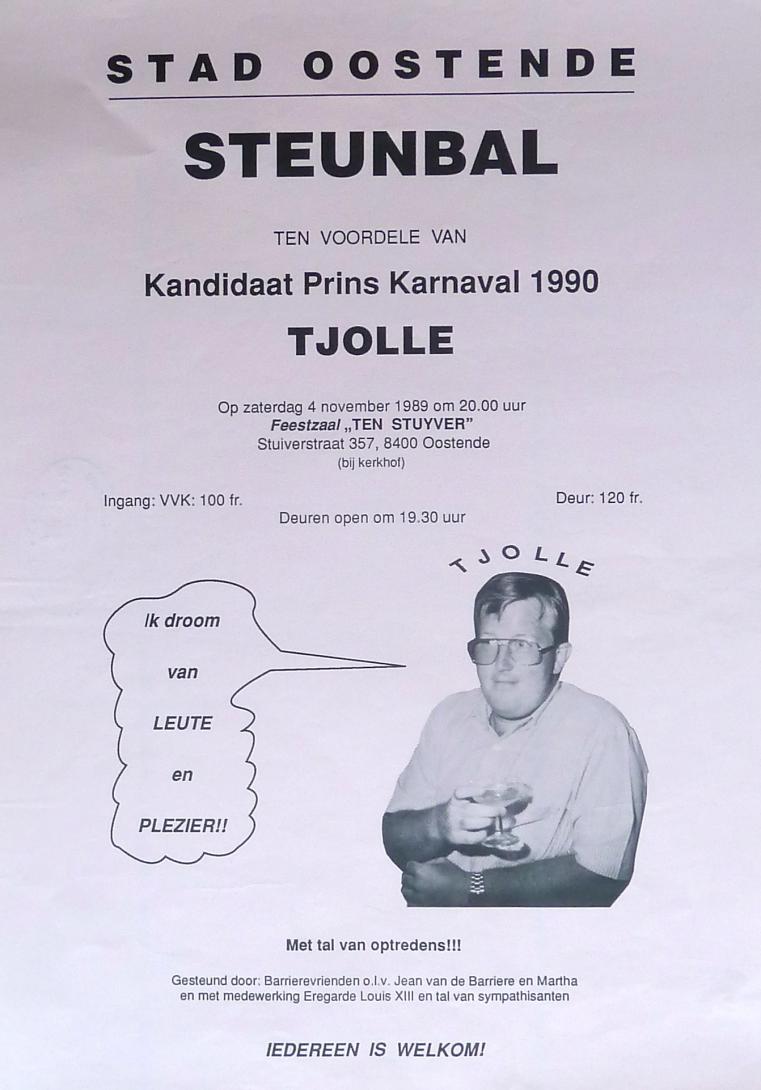 STAD OOSTENDE
STEUNBAL
TEN VOORDELE VAN
Kandidaat Prins Karnaval 1990
TJOLLE
Op zaterdag 4 november 1989 om 20.00 uur
Feestzaal „TEN STUYVER”
Stuiverstraat 357, 8400 Oostende
(bij kerkhof)
Ingang: VVK: 100 fr.
Deur: 120 fr.
Deuren open om 19.30 uur
TJOLLE
Ik droom
van
LEUTE
en
PLEZIER!!
Met tal van optredens!!!
Gesteund door: Barrierevrienden o.l.v. Jean van de Barriere en Martha
en met medewerking Eregarde Louis XIII en tal van sympathisanten
IEDEREEN IS WELKOM!